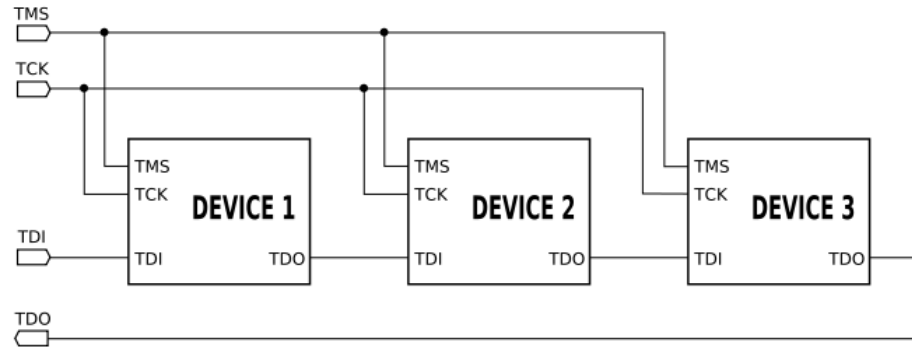 TMS
TCK
TMS
TCK
DEVICE 1
TDI
TDO
TMS
TCK
DEVICE 2
TDI
TDO
TMS
TCK
DEVICE 3
TDI
TDO
TDI
TDO